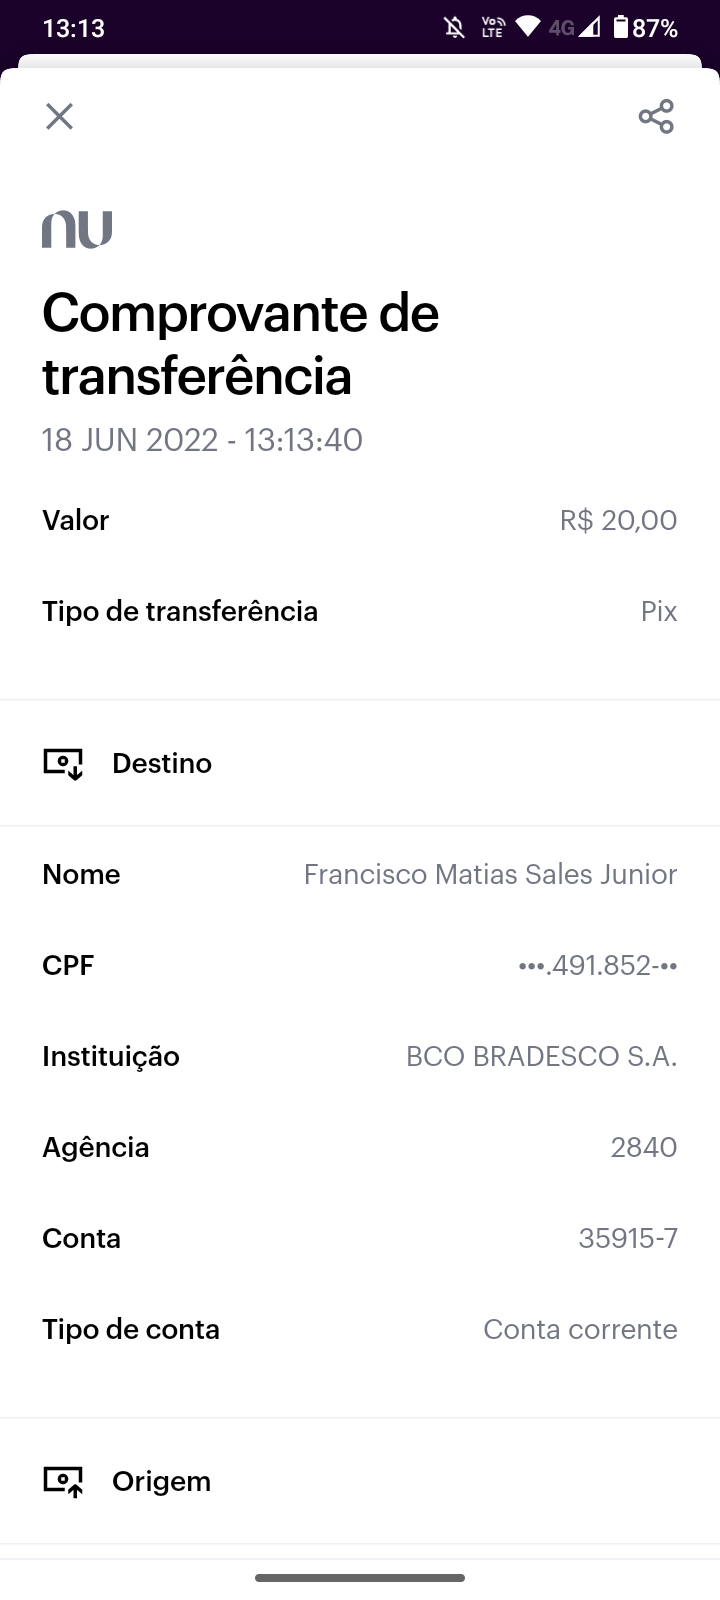 13:13
Vo LTE 4G 87%
nu
Comprovante de
transferência
18 JUN 2022 - 13:13:40
Valor R$ 20,00
Tipo de transferência Pix
Destino
Nome Francisco Matias Sales Junior
CPF •••.491.852-••
Instituição BCO BRADESCO S.A.
Agência 2840
Conta 35915-7
Tipo de conta Conta corrente
Origem